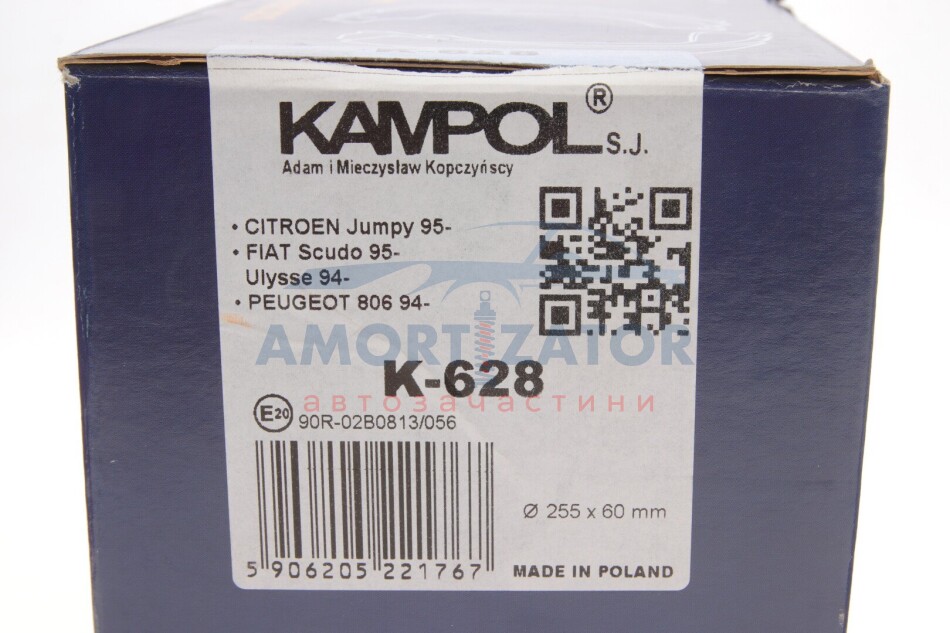 KAMPOL® S.J.
Adam i Mieczysław Kopczyńscy
• CITROEN Jumpy 95-
• FIAT Scudo 95-
Ulysse 94-
• PEUGEOT 806 94-
AMORTIZATOR
K-628
автозапчастини
E20 90R-02B0813/056
Ø 255 x 60 mm
5 906205 221767
MADE IN POLAND